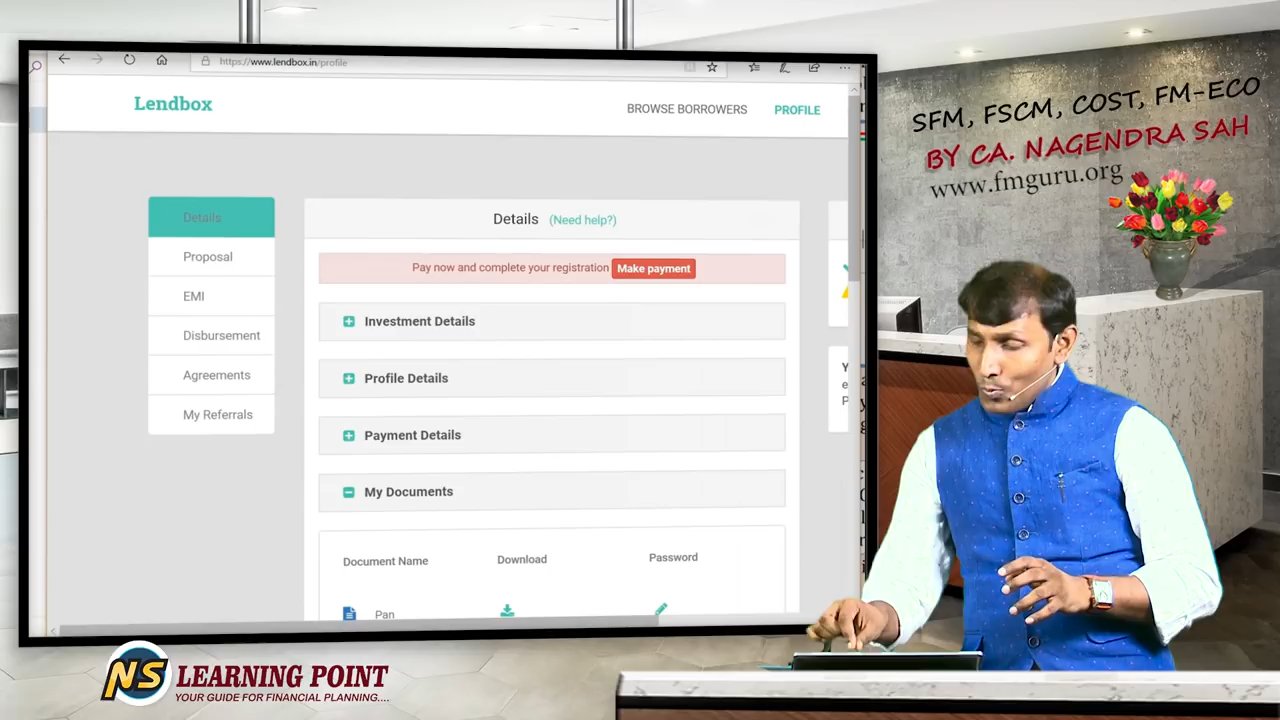 https://www.lendbox.in/profile
Lendbox
BROWSE BORROWERS
PROFILE
Details
Proposal
EMI
Disbursement
Agreements
My Referrals
Details (Need help?)
Pay now and complete your registration Make payment
Investment Details
Profile Details
Payment Details
My Documents
Document Name
Download
Password
Pan
SFM, FSCM, COST, FM-ECO
BY CA. NAGENDRA SAH
www.fmguru.org
NS LEARNING POINT
YOUR GUIDE FOR FINANCIAL PLANNING....